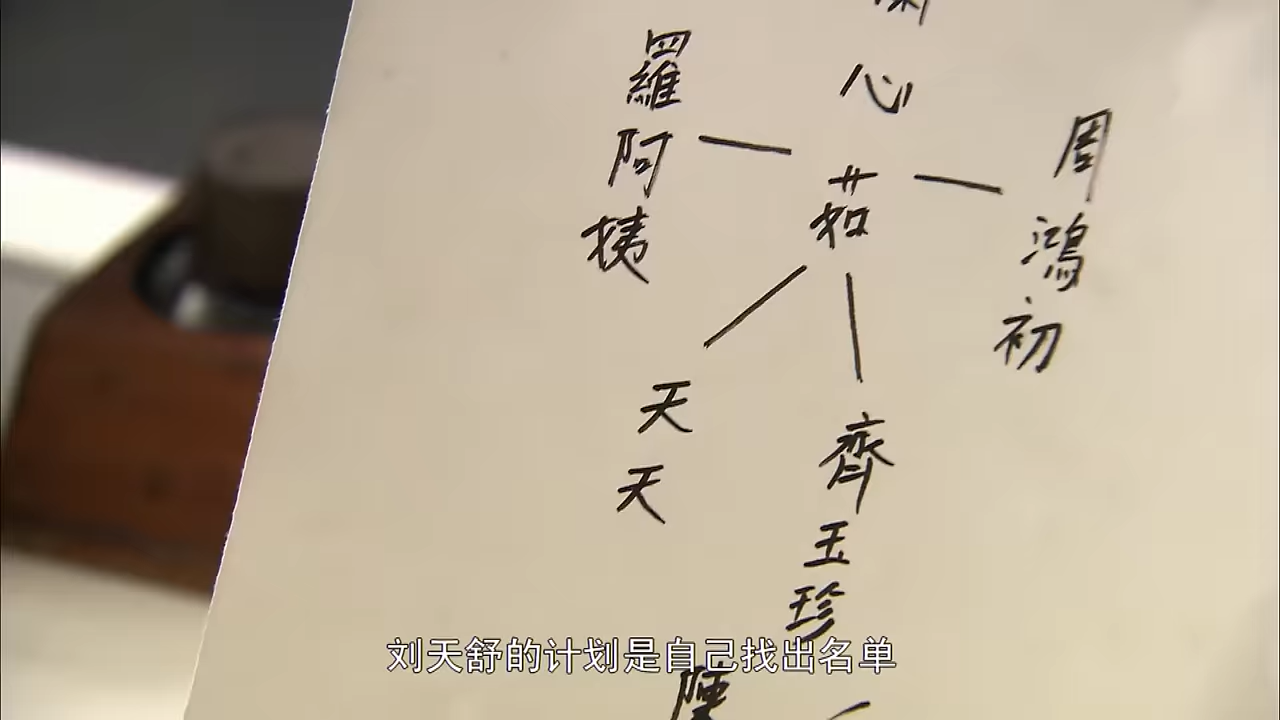 羅阿姨
心茹
周鴻初
天天
齊玉珍
刘天舒的计划是自己找出名单